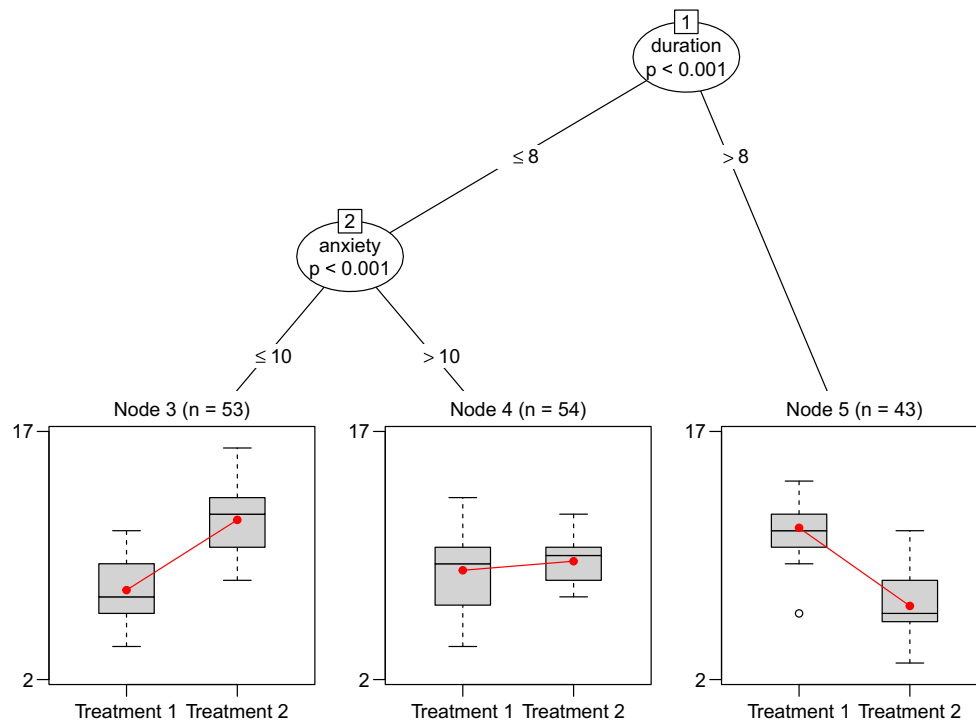 1
duration
p < 0.001
≤ 8
> 8
2
anxiety
p < 0.001
≤ 10
> 10
Node 3 (n = 53)
Node 4 (n = 54)
Node 5 (n = 43)
17
2
Treatment 1 Treatment 2
17
2
Treatment 1 Treatment 2
17
2
Treatment 1 Treatment 2